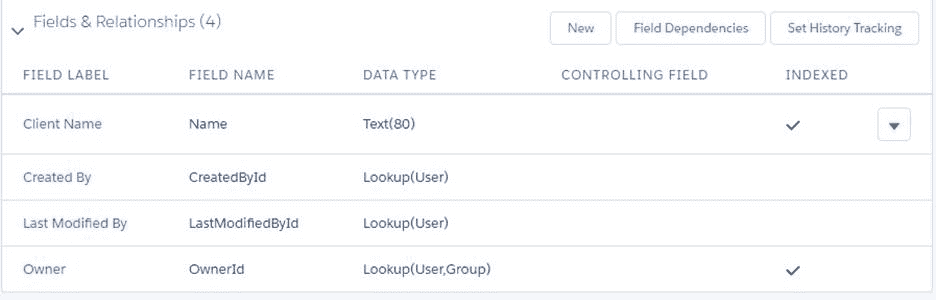 Fields & Relationships (4)
New Field Dependencies Set History Tracking
FIELD LABEL FIELD NAME DATA TYPE CONTROLLING FIELD INDEXED
Client Name Name Text(80)
Created By CreatedById Lookup(User)
Last Modified By LastModifiedById Lookup(User)
Owner OwnerId Lookup(User,Group)